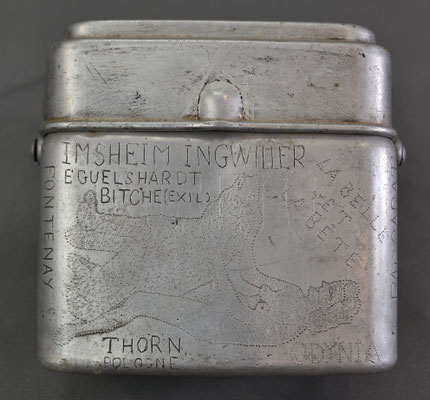 IMSHEIM INGWILLER
EGUELSHARDT
BITCHE (EXIL)
FONTENAY
LA BELLE
ET
LA BETE
THORN
POLOGNE
GDYNIA